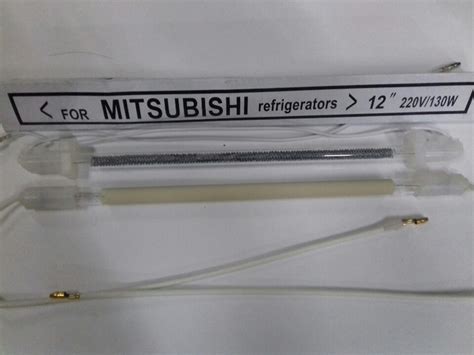 < FOR MITSUBISHI refrigerators > 12" 220V/130W